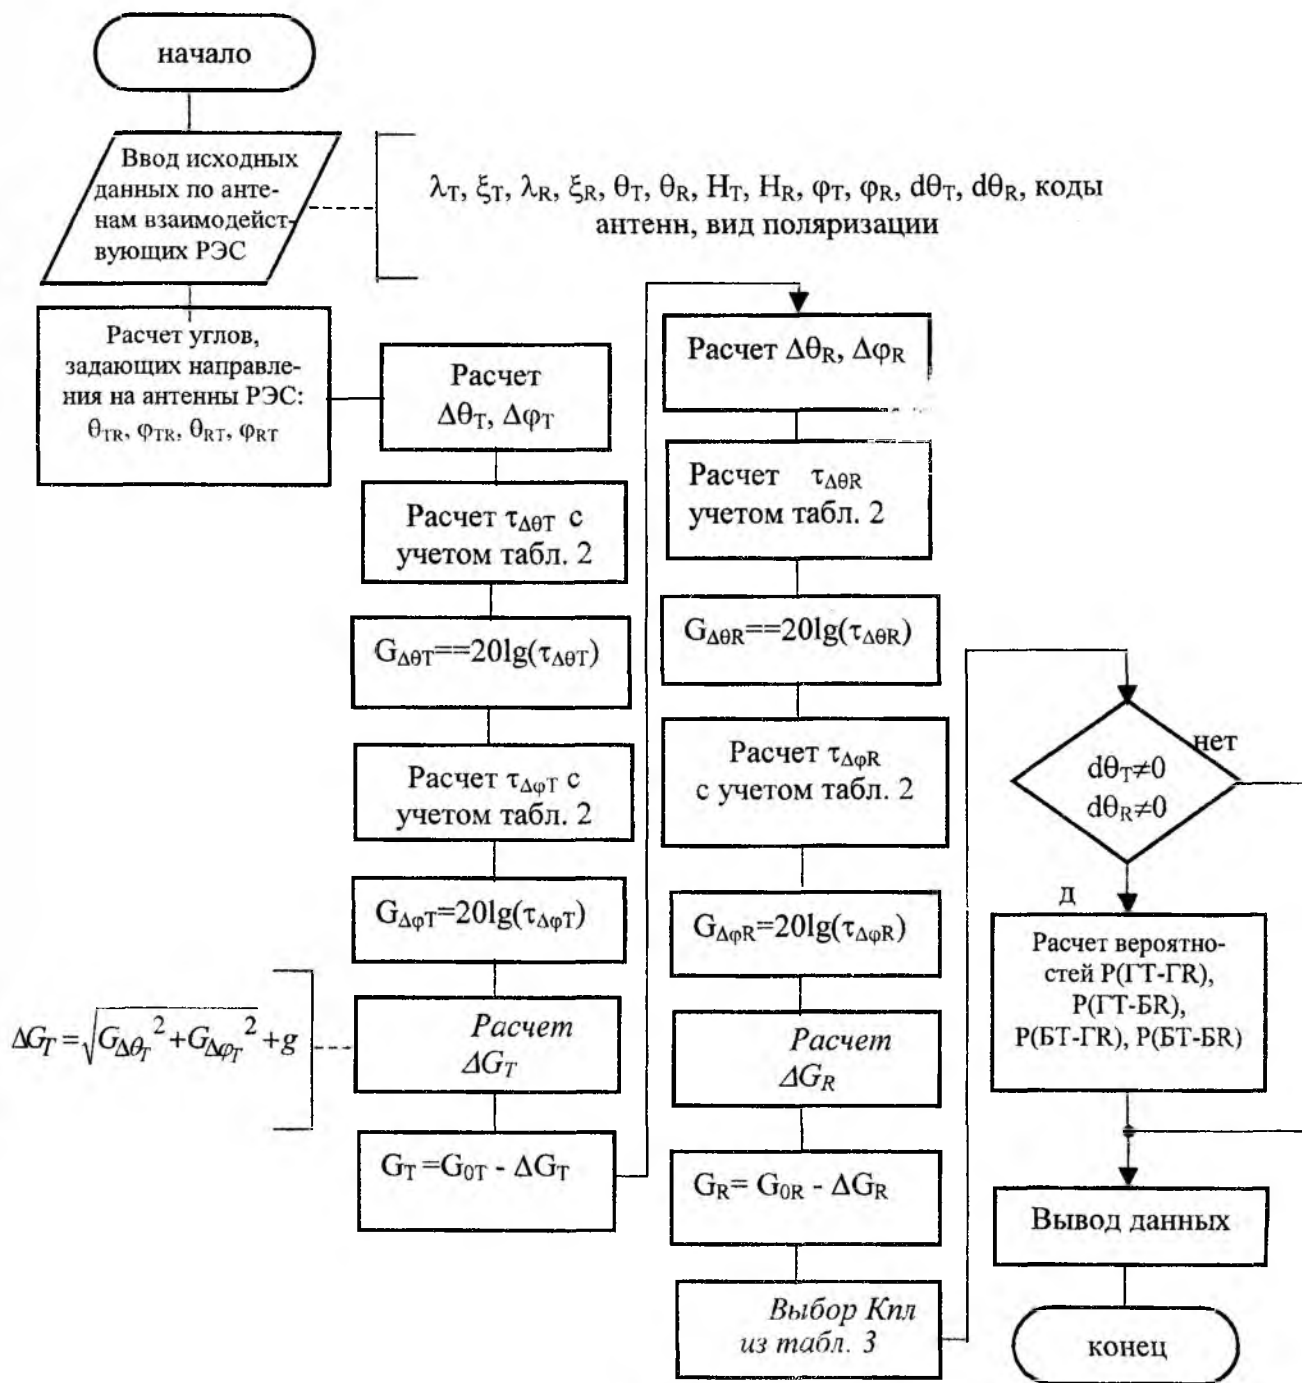 начало
Ввод исходных
данных по анте-
нам взаимодейст-
вующих РЭС
λT, ξT, λR, ξR, θT, θR, HT, HR, φT, φR, dθT, dθR, коды
антенн, вид поляризации
Расчет углов,
задающих направле-
ния на антенны РЭС:
θTR, φTR, θRT, φRT
Расчет
ΔθT, ΔφT
Расчет τΔθT с
учетом табл. 2
GΔθT==20lg(τΔθT)
Расчет τΔφT с
учетом табл. 2
GΔφT=20lg(τΔφT)
Расчет
ΔGT
ΔGT = √(GΔθT² + GΔφT²) + g
GT =G0T - ΔGT
Расчет ΔθR, ΔφR
Расчет τΔθR
учетом табл. 2
GΔθR==20lg(τΔθR)
Расчет τΔφR
с учетом табл. 2
GΔφR=20lg(τΔφR)
Расчет
ΔGR
GR= G0R - ΔGR
Выбор Кпл
из табл. 3
dθT≠0
dθR≠0
нет
д
Расчет вероятно-
стей P(ГT-ГR),
P(ГT-БR),
P(БT-ГR), P(БT-БR)
Вывод данных
конец